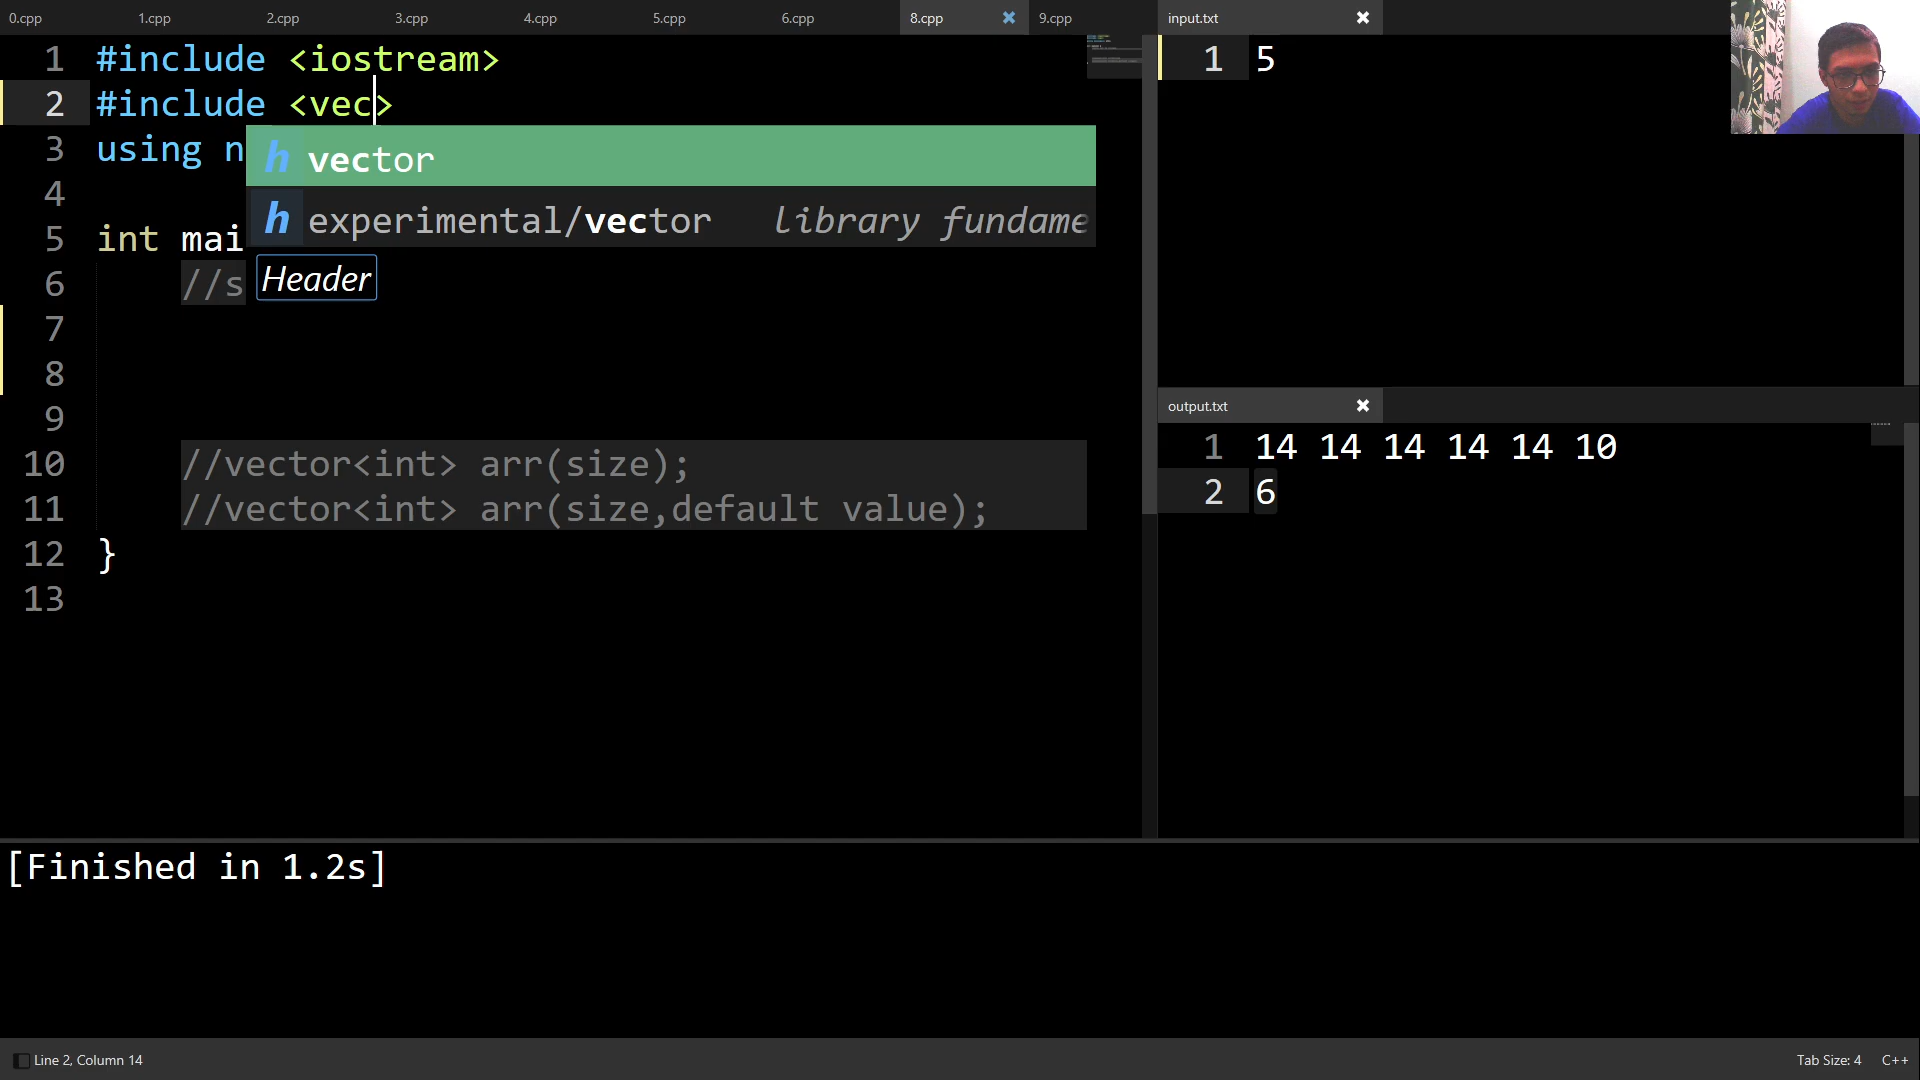 0.cpp 1.cpp 2.cpp 3.cpp 4.cpp 5.cpp 6.cpp 8.cpp 9.cpp
1 #include <iostream>
2 #include <vec>
3 using n
4
5 int mai
6 //s
7
8
9
10 //vector<int> arr(size);
11 //vector<int> arr(size,default value);
12 }
13
h vector
h experimental/vector library fundame
Header
input.txt
1 5
output.txt
1 14 14 14 14 14 10
2 6
[Finished in 1.2s]
Line 2, Column 14
Tab Size: 4 C++